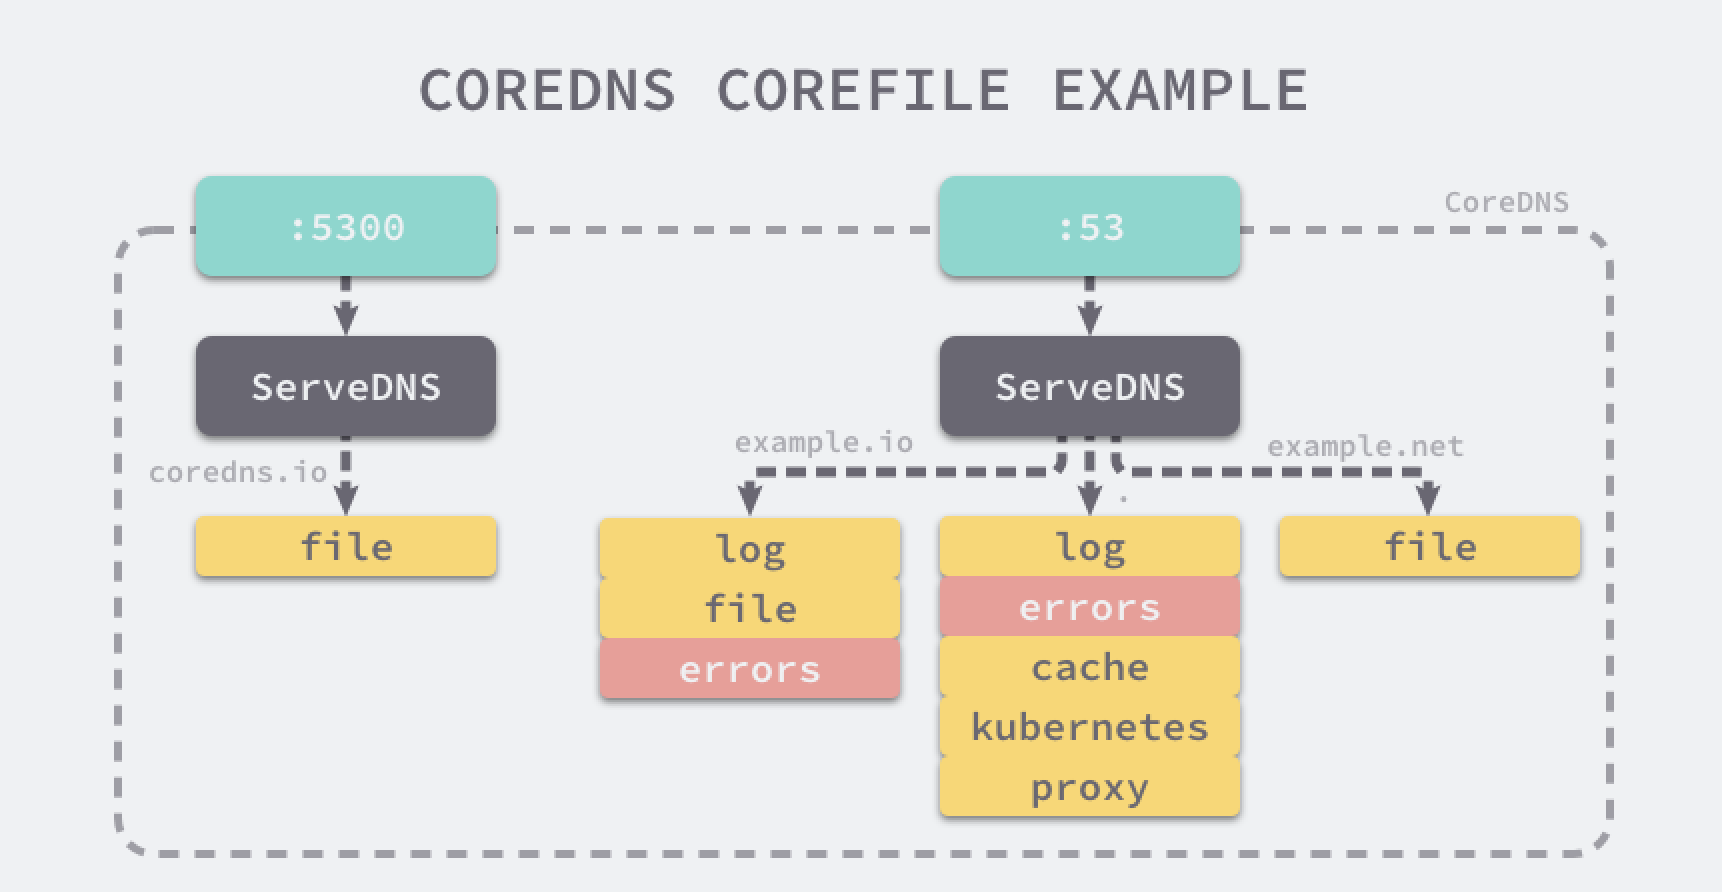 COREDNS COREFILE EXAMPLE
CoreDNS
:5300
:53
ServeDNS
ServeDNS
coredns.io
example.io
.
example.net
file
log
file
errors
log
errors
cache
kubernetes
proxy
file